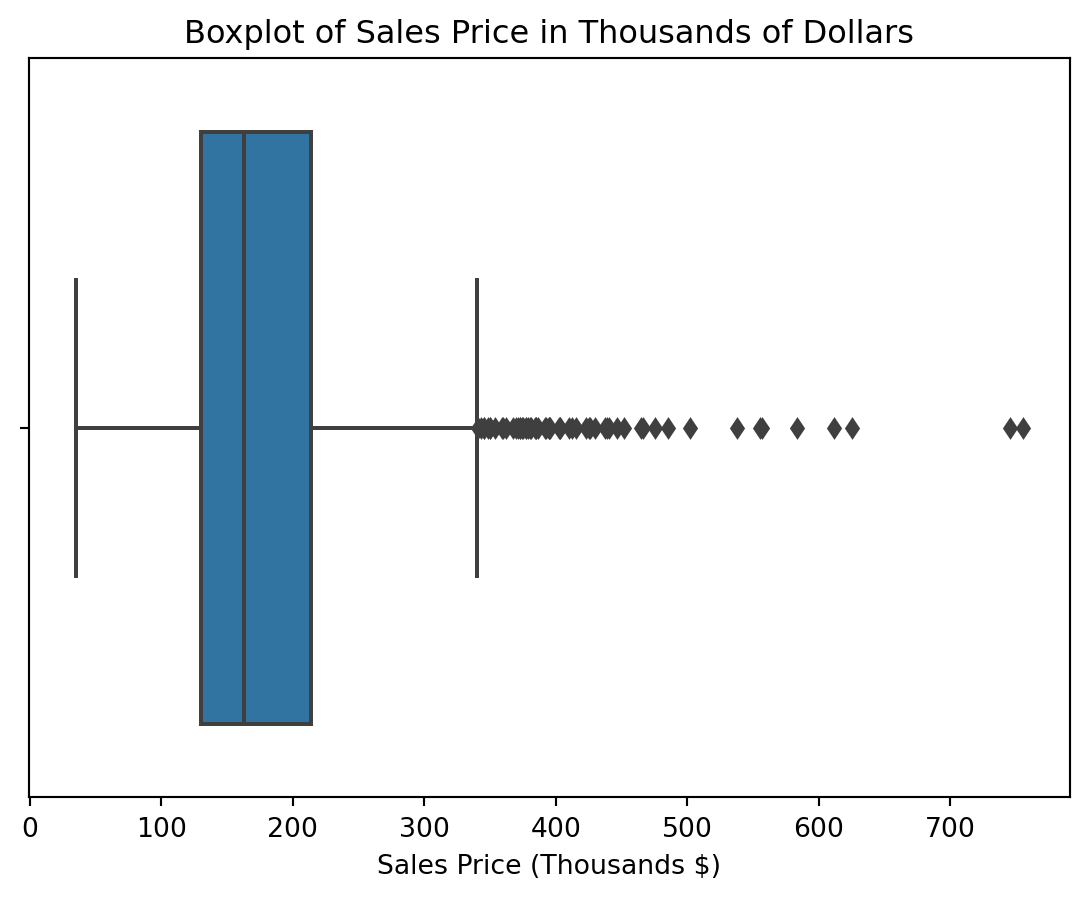 Boxplot of Sales Price in Thousands of Dollars
0 100 200 300 400 500 600 700
Sales Price (Thousands $)